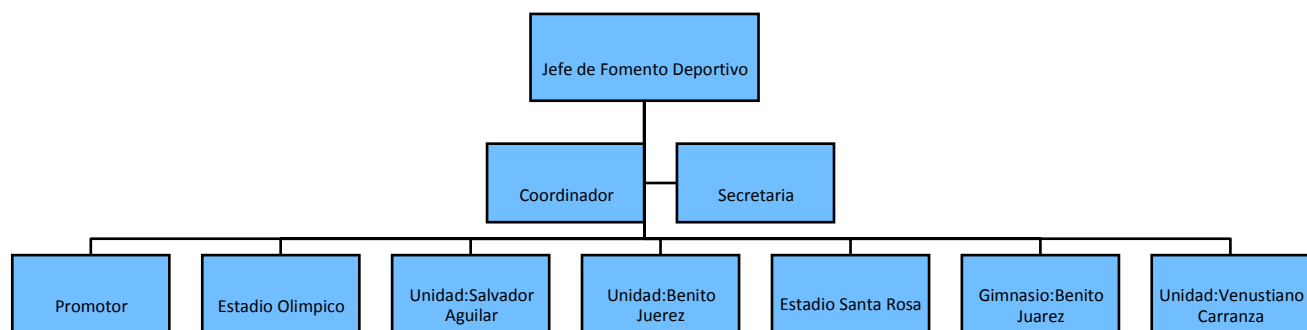 Jefe de Fomento Deportivo
Coordinador
Secretaria
Promotor
Estadio Olimpico
Unidad:Salvador
Aguilar
Unidad:Benito
Juerez
Estadio Santa Rosa
Gimnasio:Benito
Juarez
Unidad:Venustiano
Carranza